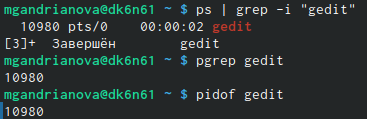 mgandrianova@dk6n61 ~ $ ps | grep -i "gedit"
10980 pts/0    00:00:02 gedit
[3]+  Завершён         gedit
mgandrianova@dk6n61 ~ $ pgrep gedit
10980
mgandrianova@dk6n61 ~ $ pidof gedit
10980